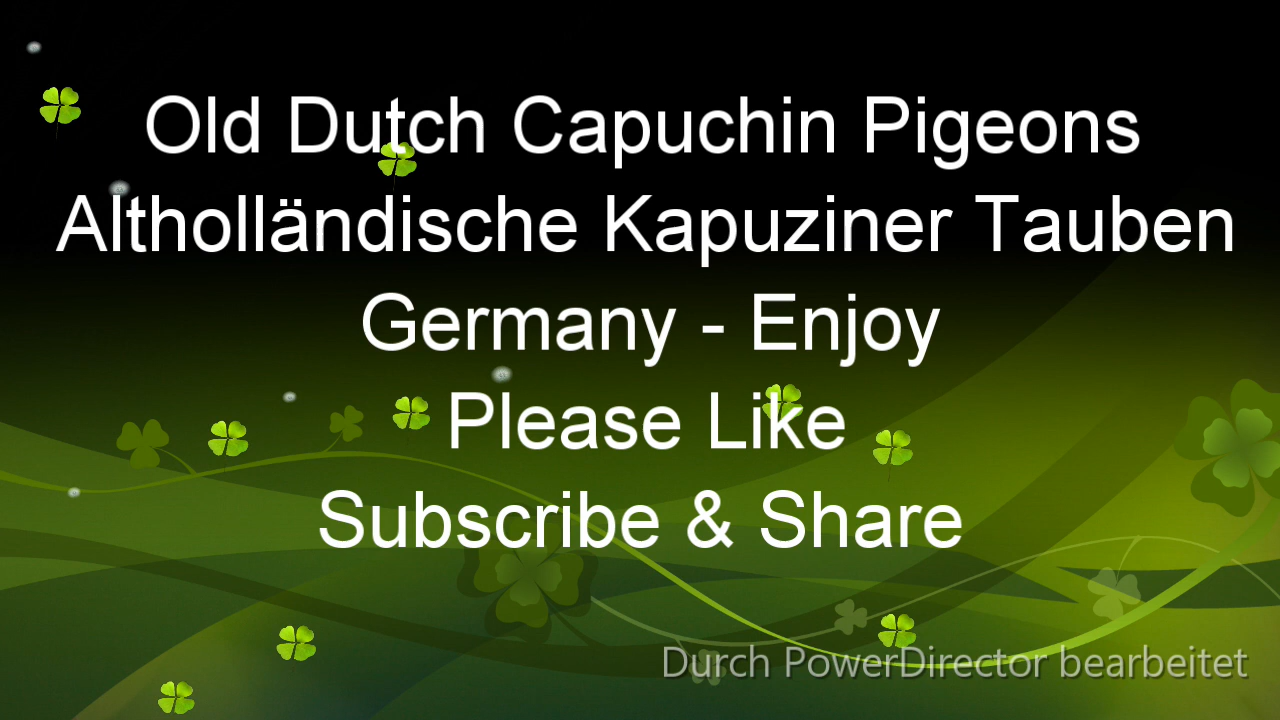 Old Dutch Capuchin Pigeons
Altholländische Kapuziner Tauben
Germany - Enjoy
Please Like
Subscribe & Share
Durch PowerDirector bearbeitet